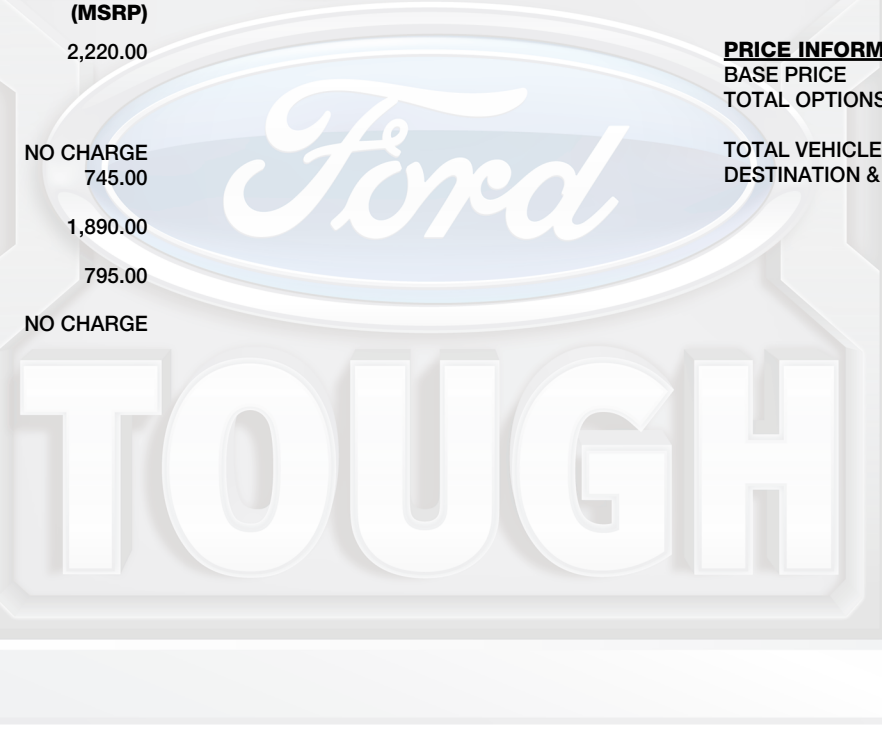 (MSRP)
2,220.00
NO CHARGE
745.00
1,890.00
795.00
NO CHARGE
PRICE INFORM
BASE PRICE
TOTAL OPTIONS
TOTAL VEHICLE
DESTINATION &
Ford
TOUGH